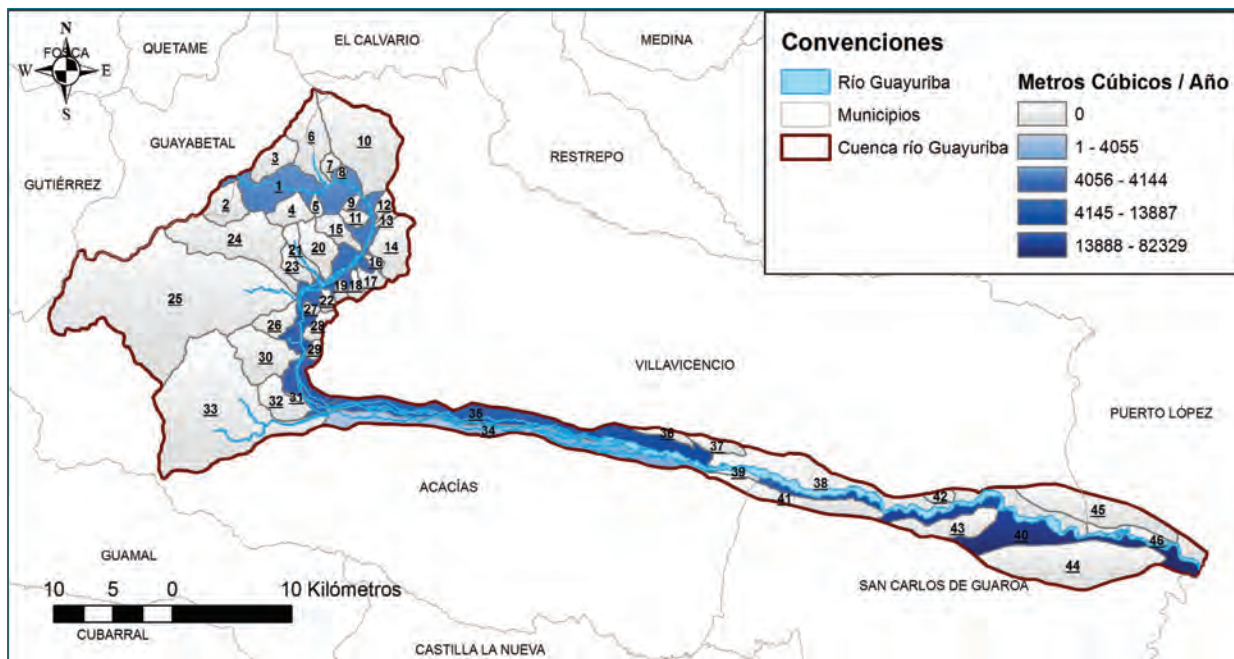 N
W E
S
FOSCA
QUETAME
EL CALVARIO
MEDINA
GUAYABETAL
GUTIÉRREZ
RESTREPO
VILLAVICENCIO
PUERTO LÓPEZ
ACACÍAS
GUAMAL
CUBARRAL
CASTILLA LA NUEVA
SAN CARLOS DE GUAROA
Convenciones
Río Guayuriba
Municipios
Cuenca río Guayuriba
Metros Cúbicos / Año
0
1 - 4055
4056 - 4144
4145 - 13887
13888 - 82329
1
2
3
4
5
6
7
8
9
10
11
12
13
14
15
16
17
18
19
20
21
22
23
24
25
26
27
28
29
30
31
32
33
34
35
36
37
38
39
40
41
42
43
44
45
46
10 5 0 10 Kilómetros